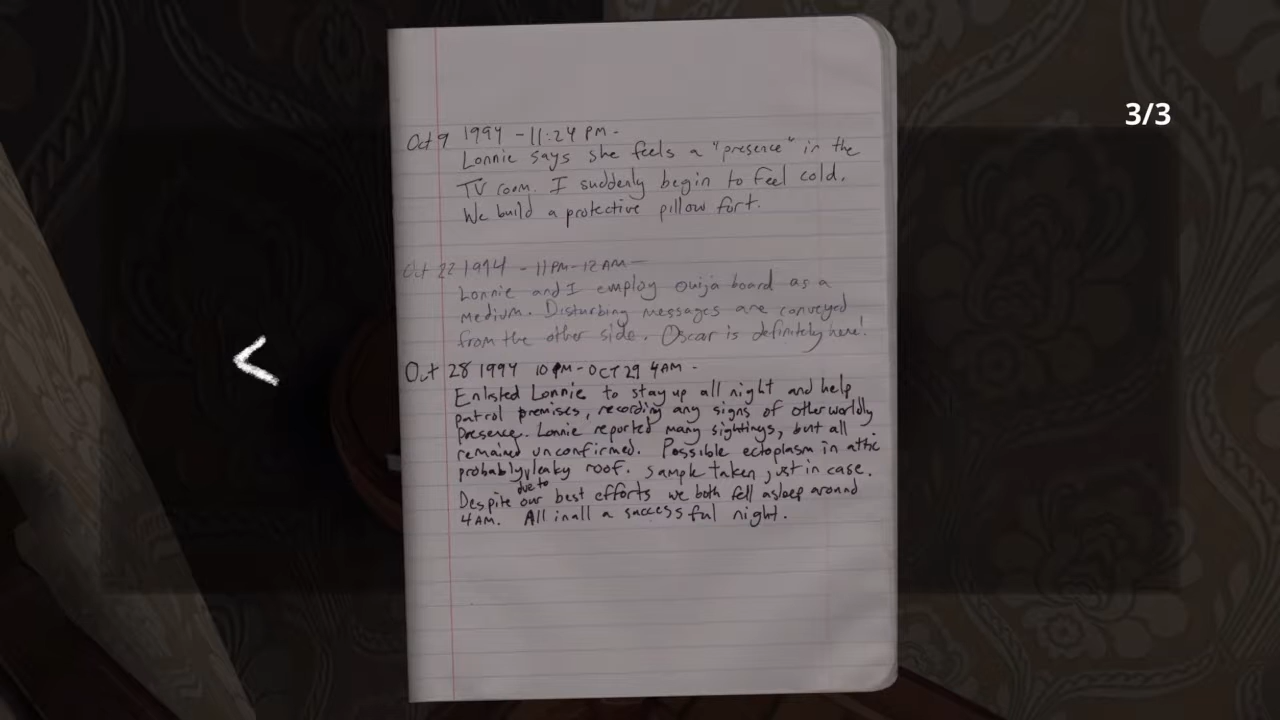 3/3
Oct 9 1994 - 11:24 PM -
Lonnie says she feels a "presence" in the
TV room. I suddenly begin to feel cold.
We build a protective pillow fort.
Oct 22 1994 - 11PM - 12AM -
Lonnie and I employ ouija board as a
medium. Disturbing messages are conveyed
from the other side. Oscar is definitely here!
Oct 28 1994 10PM - OCT 29 4AM -
Enlisted Lonnie to stay up all night and help
patrol premises, recording any signs of otherworldly
presence. Lonnie reported many sightings, but all
remained unconfirmed. Possible ectoplasm in attic
probably leaky roof. Sample taken just in case.
due to
Despite our best efforts we both fell asleep around
4AM. All in all a successful night.